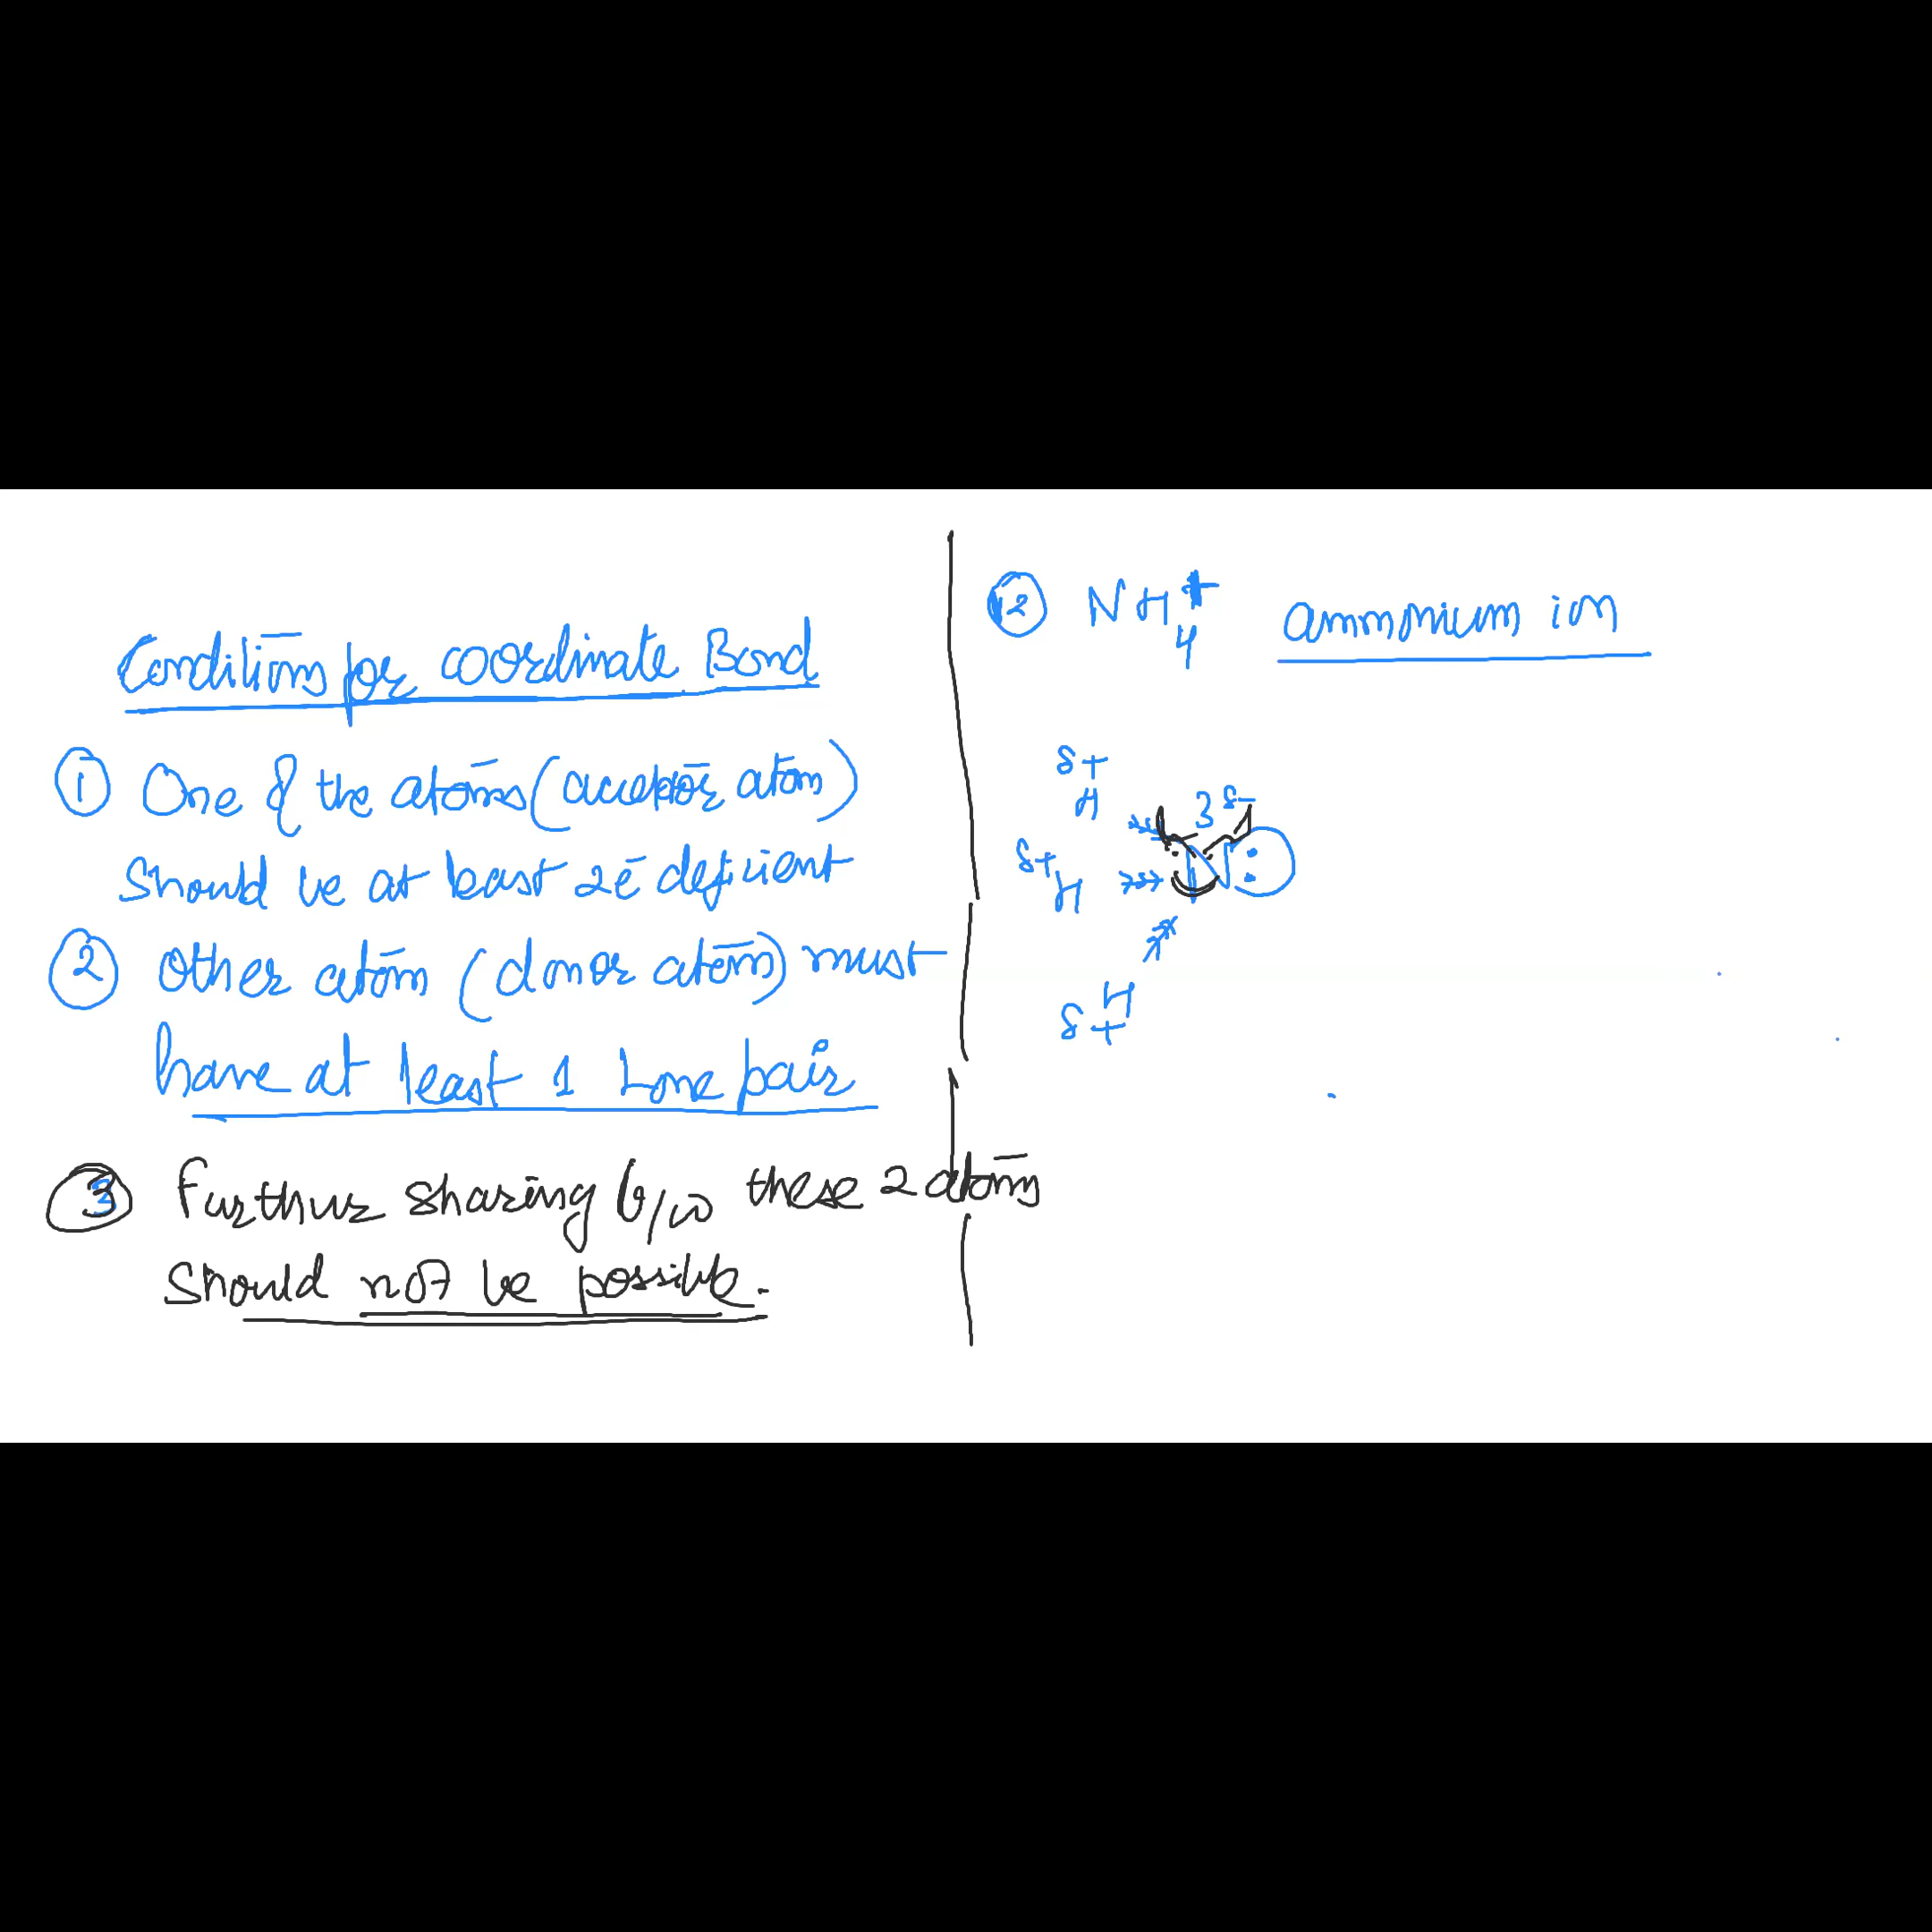 Condition for coordinate Bond
① One of the atoms (acceptor atom)
should be at least 2e̅ deficient
② Other atom (donor atom) must
have at least 1 lone pair
③ Further sharing b/w these 2 atoms
should not be possible.
② NH₄⁺ ammonium ion
δ+
H
3δ-
δ+
H
N
H
δ+